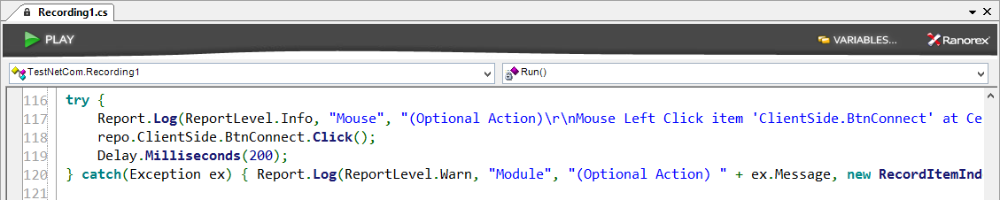 Recording1.cs
PLAY VARIABLES... Ranorex
TestNetCom.Recording1 Run()
116 try {
117 Report.Log(ReportLevel.Info, "Mouse", "(Optional Action)\r\nMouse Left Click item 'ClientSide.BtnConnect' at Ce
118 repo.ClientSide.BtnConnect.Click();
119 Delay.Milliseconds(200);
120 } catch(Exception ex) { Report.Log(ReportLevel.Warn, "Module", "(Optional Action) " + ex.Message, new RecordItemInd
121